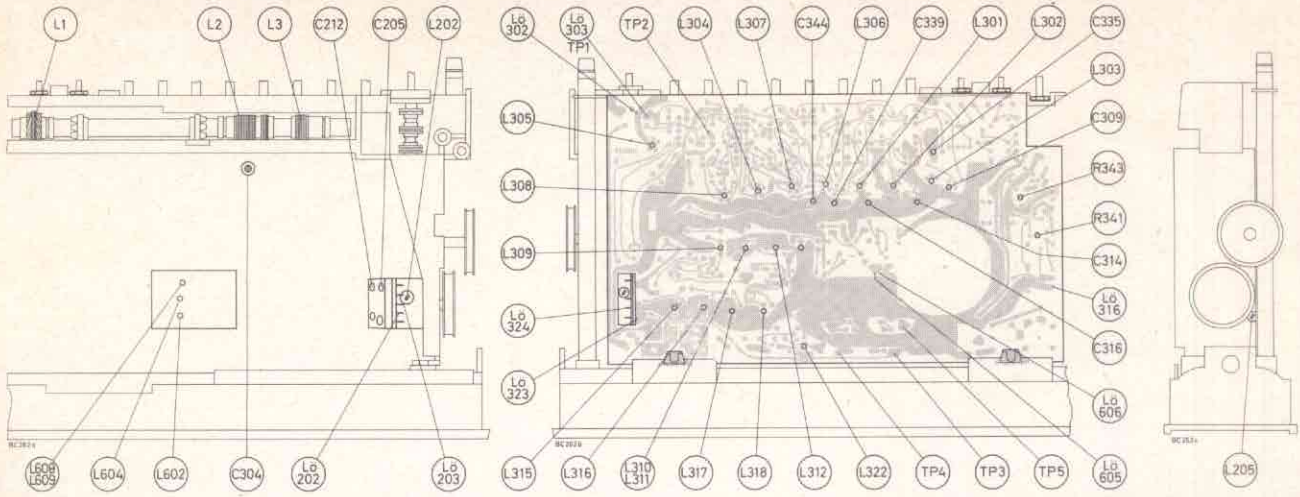 L1
L2
L3
C212
C205
L202
Lö
302
Lö
303
TP1
TP2
L304
L307
C344
L306
C339
L301
L302
C335
L303
C309
R343
R341
C314
Lö
316
C316
Lö
606
Lö
605
L305
L308
L309
Lö
324
Lö
323
L608
L609
L604
L602
C304
Lö
202
Lö
203
L315
L316
L310
L311
L317
L318
L312
L322
TP4
TP3
TP5
L205